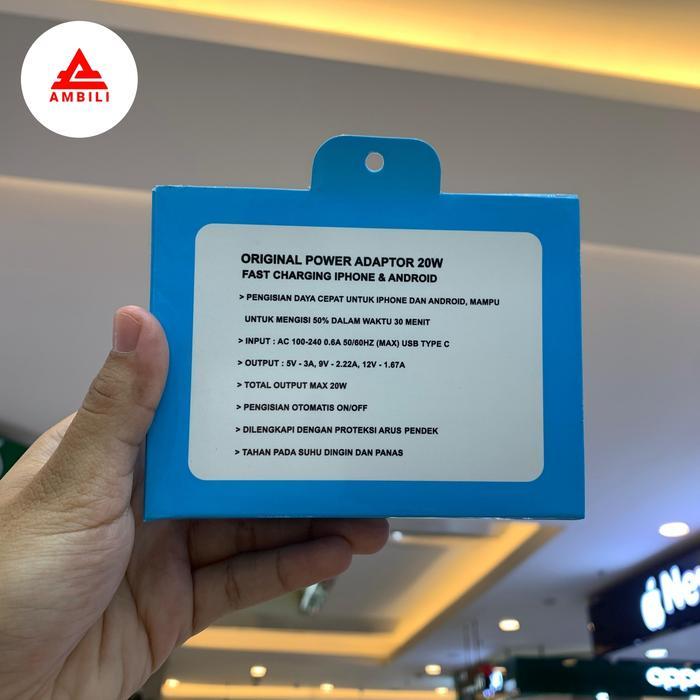 AMBILI
ORIGINAL POWER ADAPTOR 20W
FAST CHARGING IPHONE & ANDROID
> PENGISIAN DAYA CEPAT UNTUK IPHONE DAN ANDROID, MAMPU
UNTUK MENGISI 50% DALAM WAKTU 30 MENIT
> INPUT : AC 100-240 0.6A 50/60HZ (MAX) USB TYPE C
> OUTPUT : 5V - 3A, 9V - 2.22A, 12V - 1.67A
> TOTAL OUTPUT MAX 20W
> PENGISIAN OTOMATIS ON/OFF
> DILENGKAPI DENGAN PROTEKSI ARUS PENDEK
> TAHAN PADA SUHU DINGIN DAN PANAS
oppo